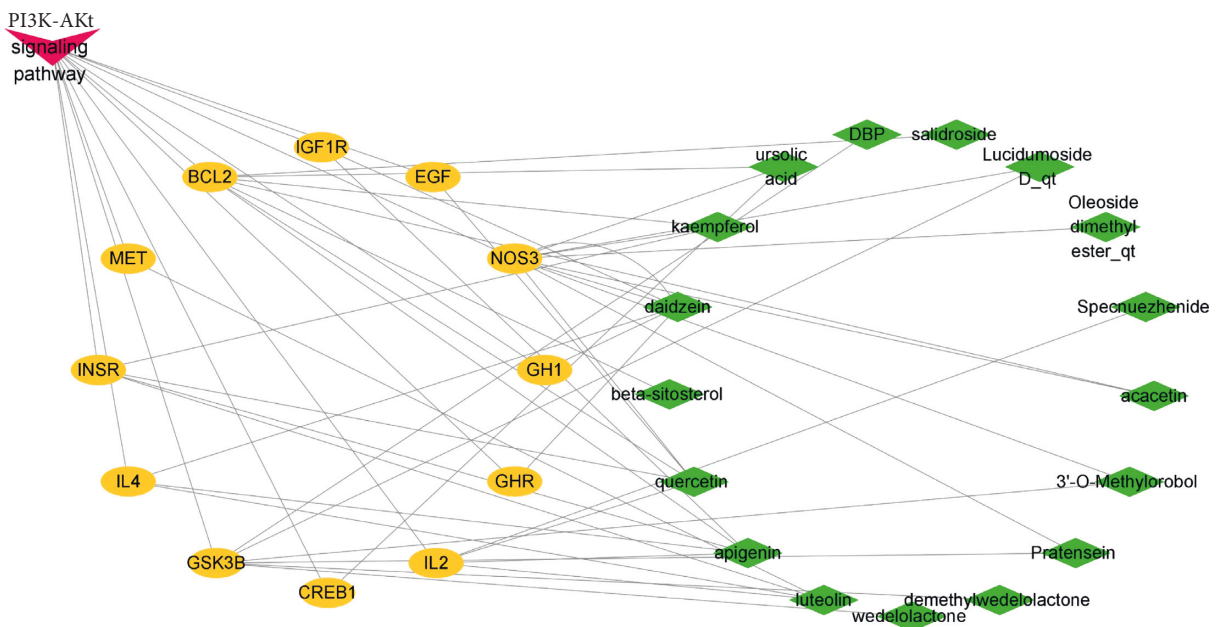 PI3K-AKt
signaling
pathway
IGF1R
BCL2
EGF
MET
NOS3
INSR
GH1
IL4
GHR
GSK3B
IL2
CREB1
DBP
salidroside
ursolic
acid
Lucidumoside
D_qt
kaempferol
Oleoside
dimethyl
ester_qt
daidzein
Specnuezhenide
beta-sitosterol
acacetin
quercetin
3'-O-Methylorobol
apigenin
Pratensein
luteolin
demethylwedelolactone
wedelolactone